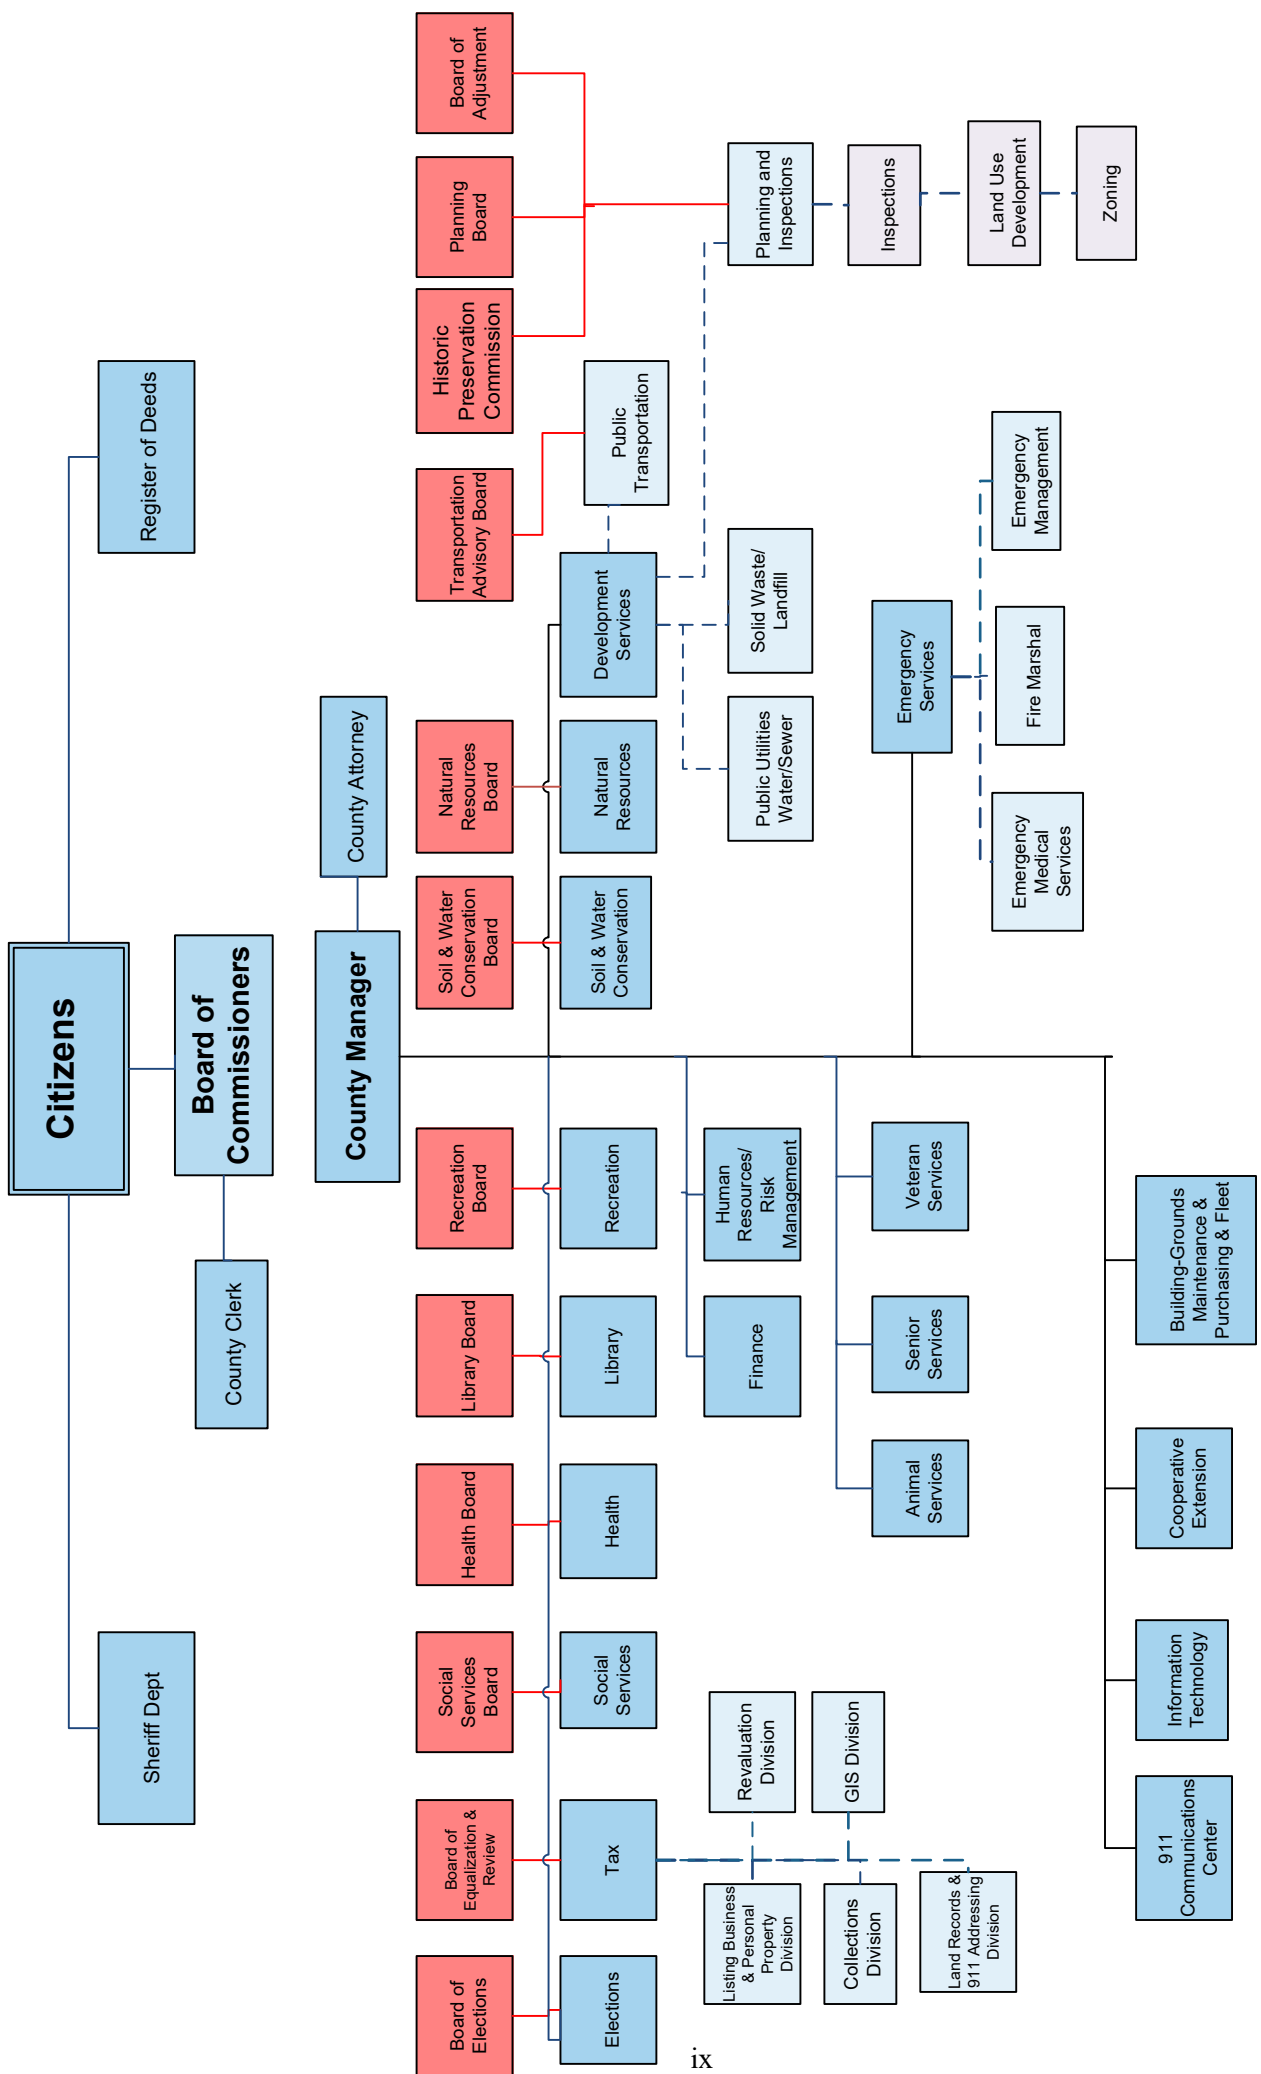 Citizens
Sheriff Dept
Register of Deeds
Board of
Commissioners
County Clerk
County Manager
County Attorney
Board of
Elections
Board of
Equalization &
Review
Social
Services
Board
Health Board
Library Board
Recreation
Board
Soil & Water
Conservation
Board
Natural
Resources
Board
Transportation
Advisory Board
Historic
Preservation
Commission
Planning
Board
Board of
Adjustment
Elections
Tax
Social
Services
Health
Library
Recreation
Soil & Water
Conservation
Natural
Resources
Development
Services
Public
Transportation
Listing Business
& Personal
Property
Division
Revaluation
Division
Collections
Division
GIS Division
Land Records &
911 Addressing
Division
Finance
Human
Resources/
Risk
Management
Public Utilities
Water/Sewer
Solid Waste/
Landfill
Planning and
Inspections
Inspections
Land Use
Development
Zoning
Animal
Services
Senior
Services
Veteran
Services
Emergency
Services
Emergency
Medical
Services
Fire Marshal
Emergency
Management
911
Communications
Center
Information
Technology
Cooperative
Extension
Building-Grounds
Maintenance &
Purchasing & Fleet
ix